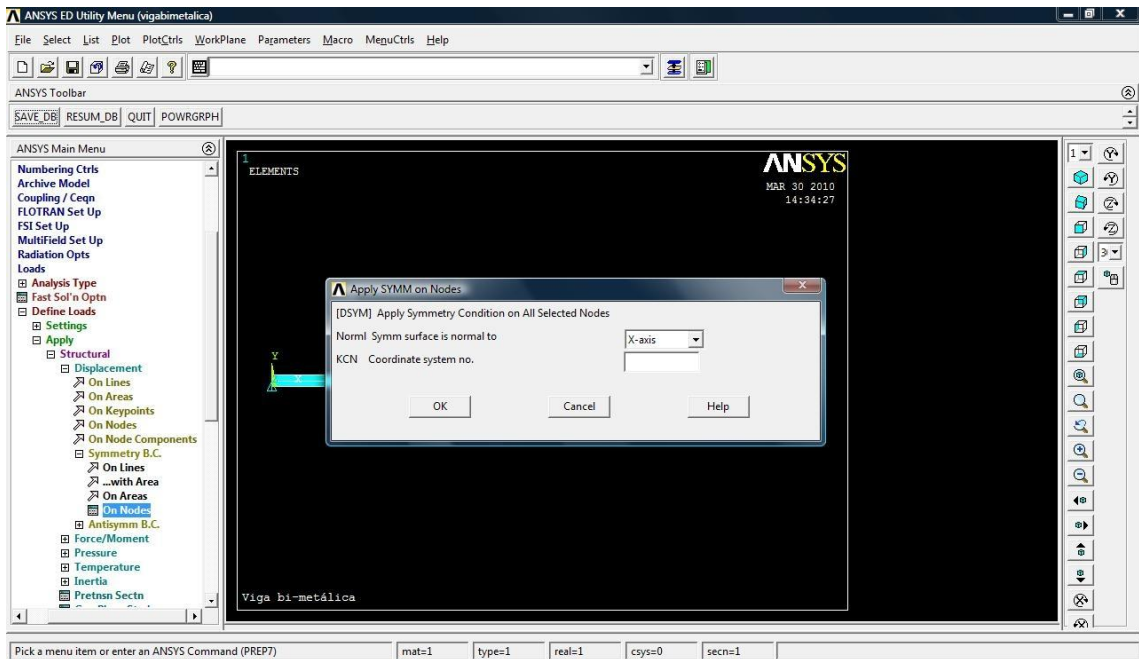 ANSYS ED Utility Menu (vigabimetalica)
File Select List Plot PlotCtrls WorkPlane Parameters Macro MenuCtrls Help
ANSYS Toolbar
SAVE_DB RESUM_DB QUIT POWRGRPH
ANSYS Main Menu
Numbering Ctrls
Archive Model
Coupling / Ceqn
FLOTRAN Set Up
FSI Set Up
MultiField Set Up
Radiation Opts
Loads
Analysis Type
Fast Sol'n Optn
Define Loads
Settings
Apply
Structural
Displacement
On Lines
On Areas
On Keypoints
On Nodes
On Node Components
Symmetry B.C.
On Lines
...with Area
On Areas
On Nodes
Antisymm B.C.
Force/Moment
Pressure
Temperature
Inertia
Pretnsn Sectn
1
ELEMENTS
ANSYS
MAR 30 2010
14:34:27
Y
X
Viga bi-metálica
Apply SYMM on Nodes
[DSYM] Apply Symmetry Condition on All Selected Nodes
Norml Symm surface is normal to X-axis
KCN Coordinate system no.
OK Cancel Help
1
Pick a menu item or enter an ANSYS Command (PREP7) mat=1 type=1 real=1 csys=0 secn=1